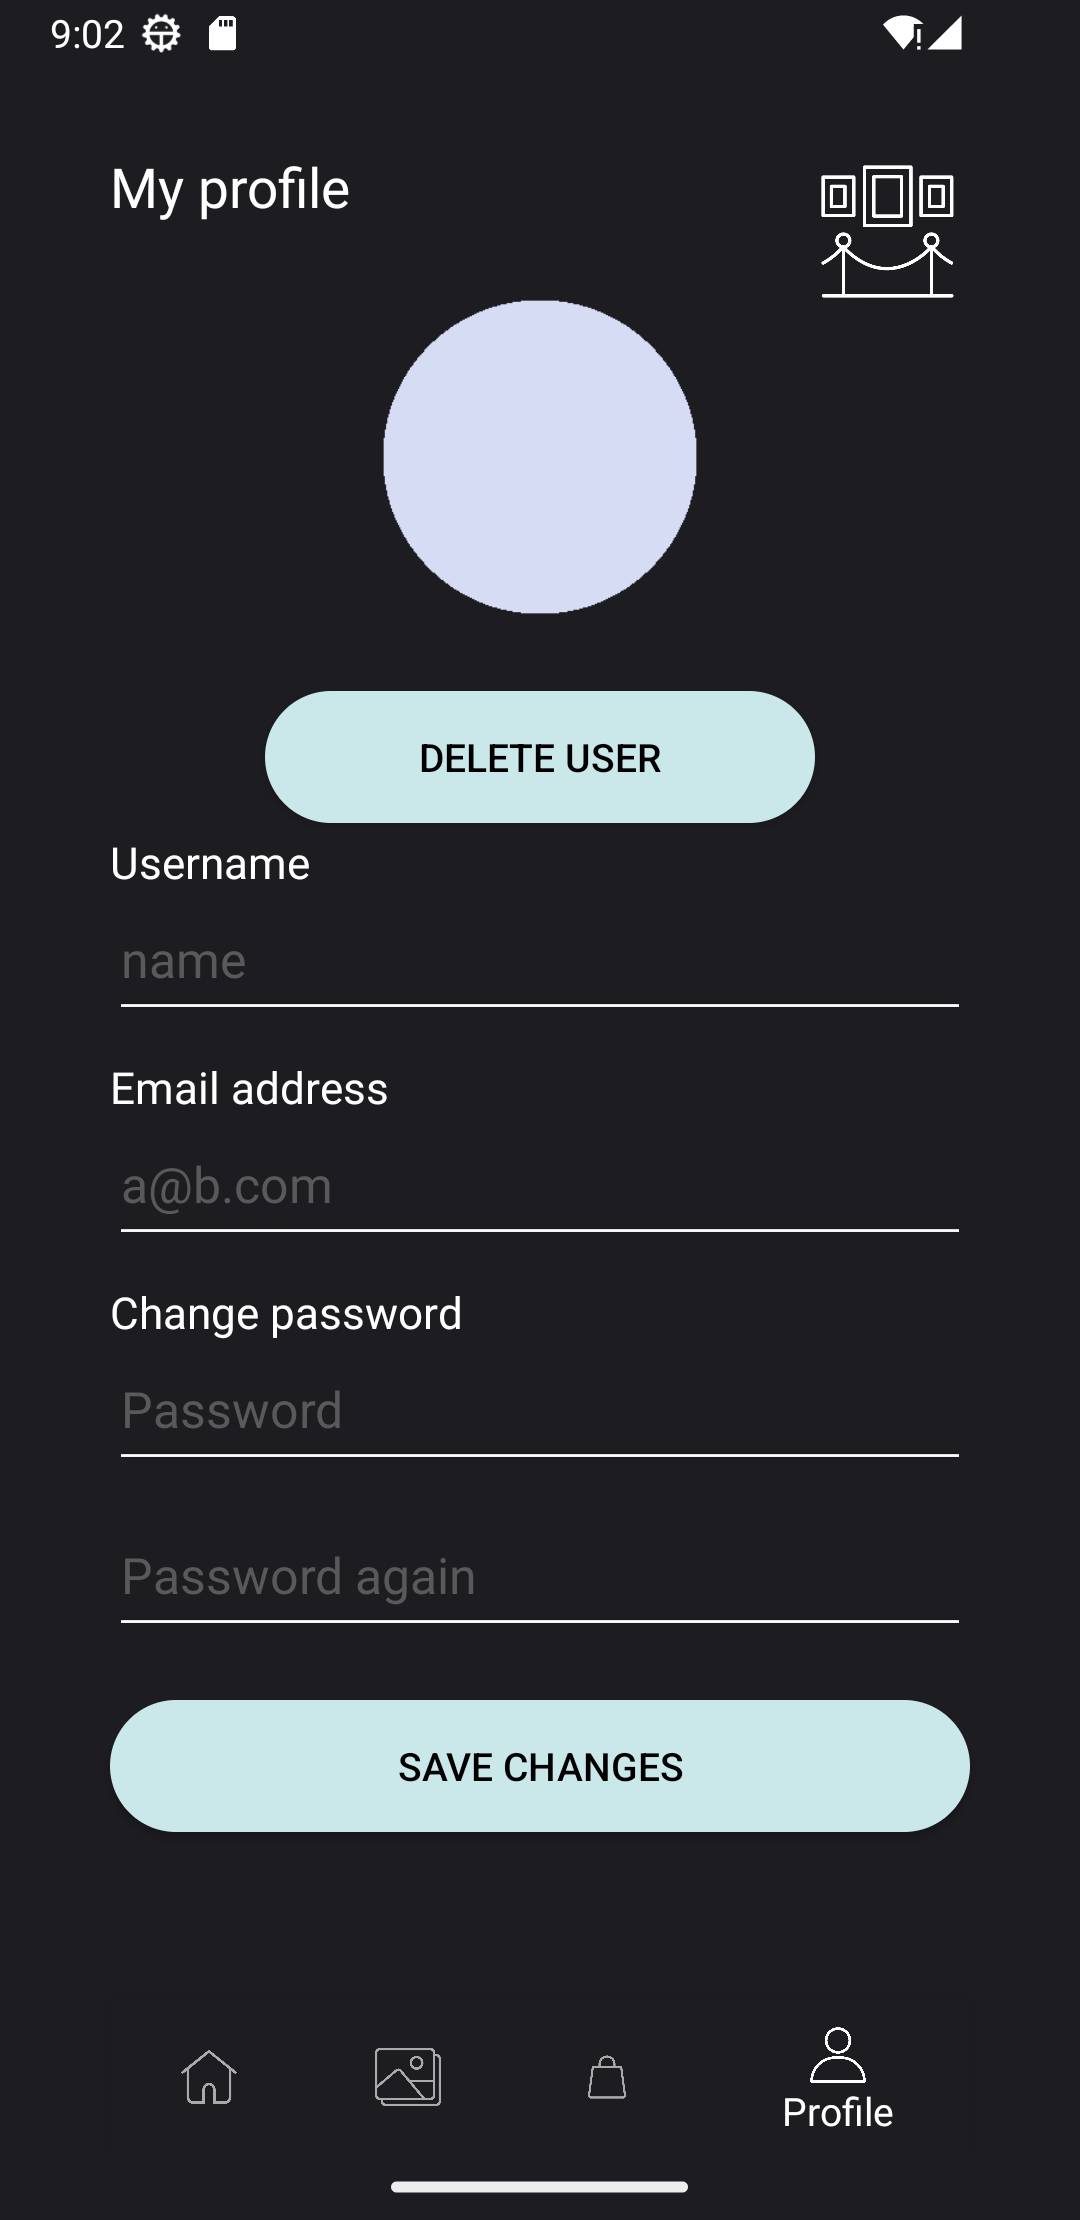 9:02
My profile
DELETE USER
Username
name
Email address
a@b.com
Change password
Password
Password again
SAVE CHANGES
Profile